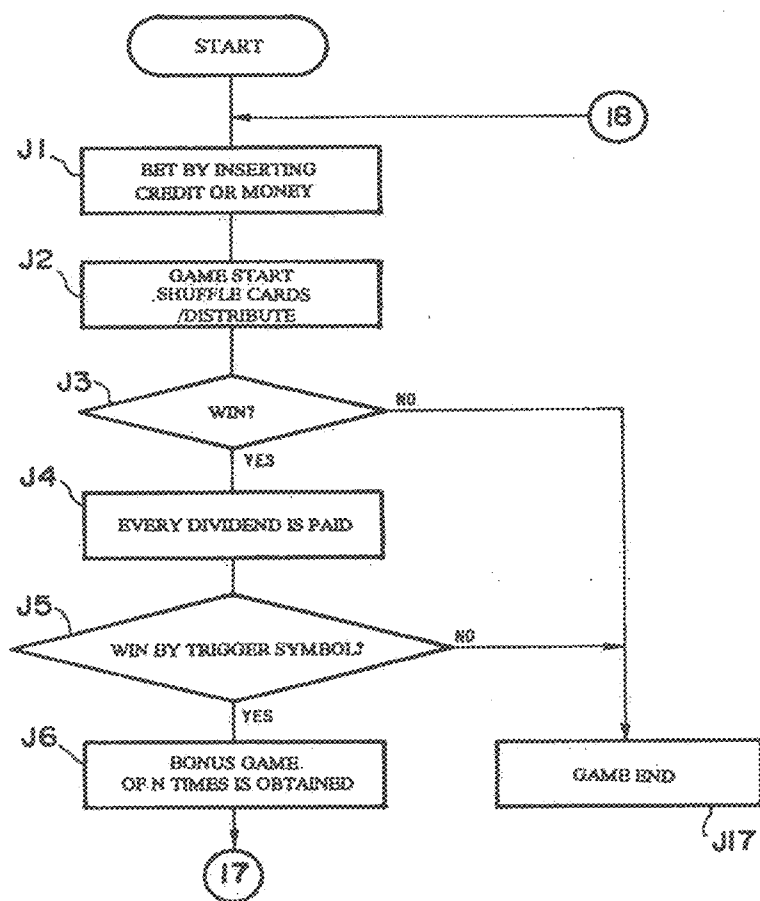 START
18
J1
BET BY INSERTING
CREDIT OR MONEY
J2
GAME START
SHUFFLE CARDS
/DISTRIBUTE
J3
WIN?
NO
YES
J4
EVERY DIVIDEND IS PAID
J5
WIN BY TRIGGER SYMBOL?
NO
YES
J6
BONUS GAME
OF N TIMES IS OBTAINED
GAME END
J17
17